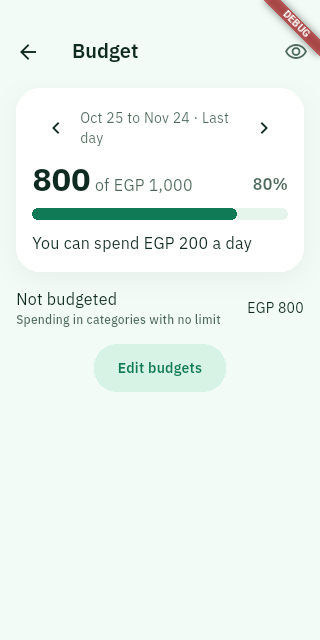 DEBUG
Budget
Oct 25 to Nov 24 · Last
day
800 of EGP 1,000
80%
You can spend EGP 200 a day
Not budgeted
Spending in categories with no limit
EGP 800
Edit budgets